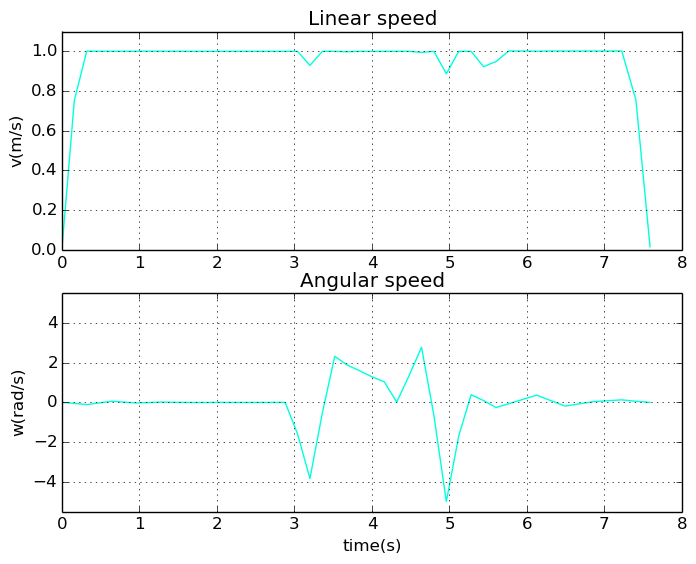 Linear speed
v(m/s)
1.0
0.8
0.6
0.4
0.2
0.0
0 1 2 3 4 5 6 7 8
Angular speed
w(rad/s)
4
2
0
−2
−4
0 1 2 3 4 5 6 7 8
time(s)